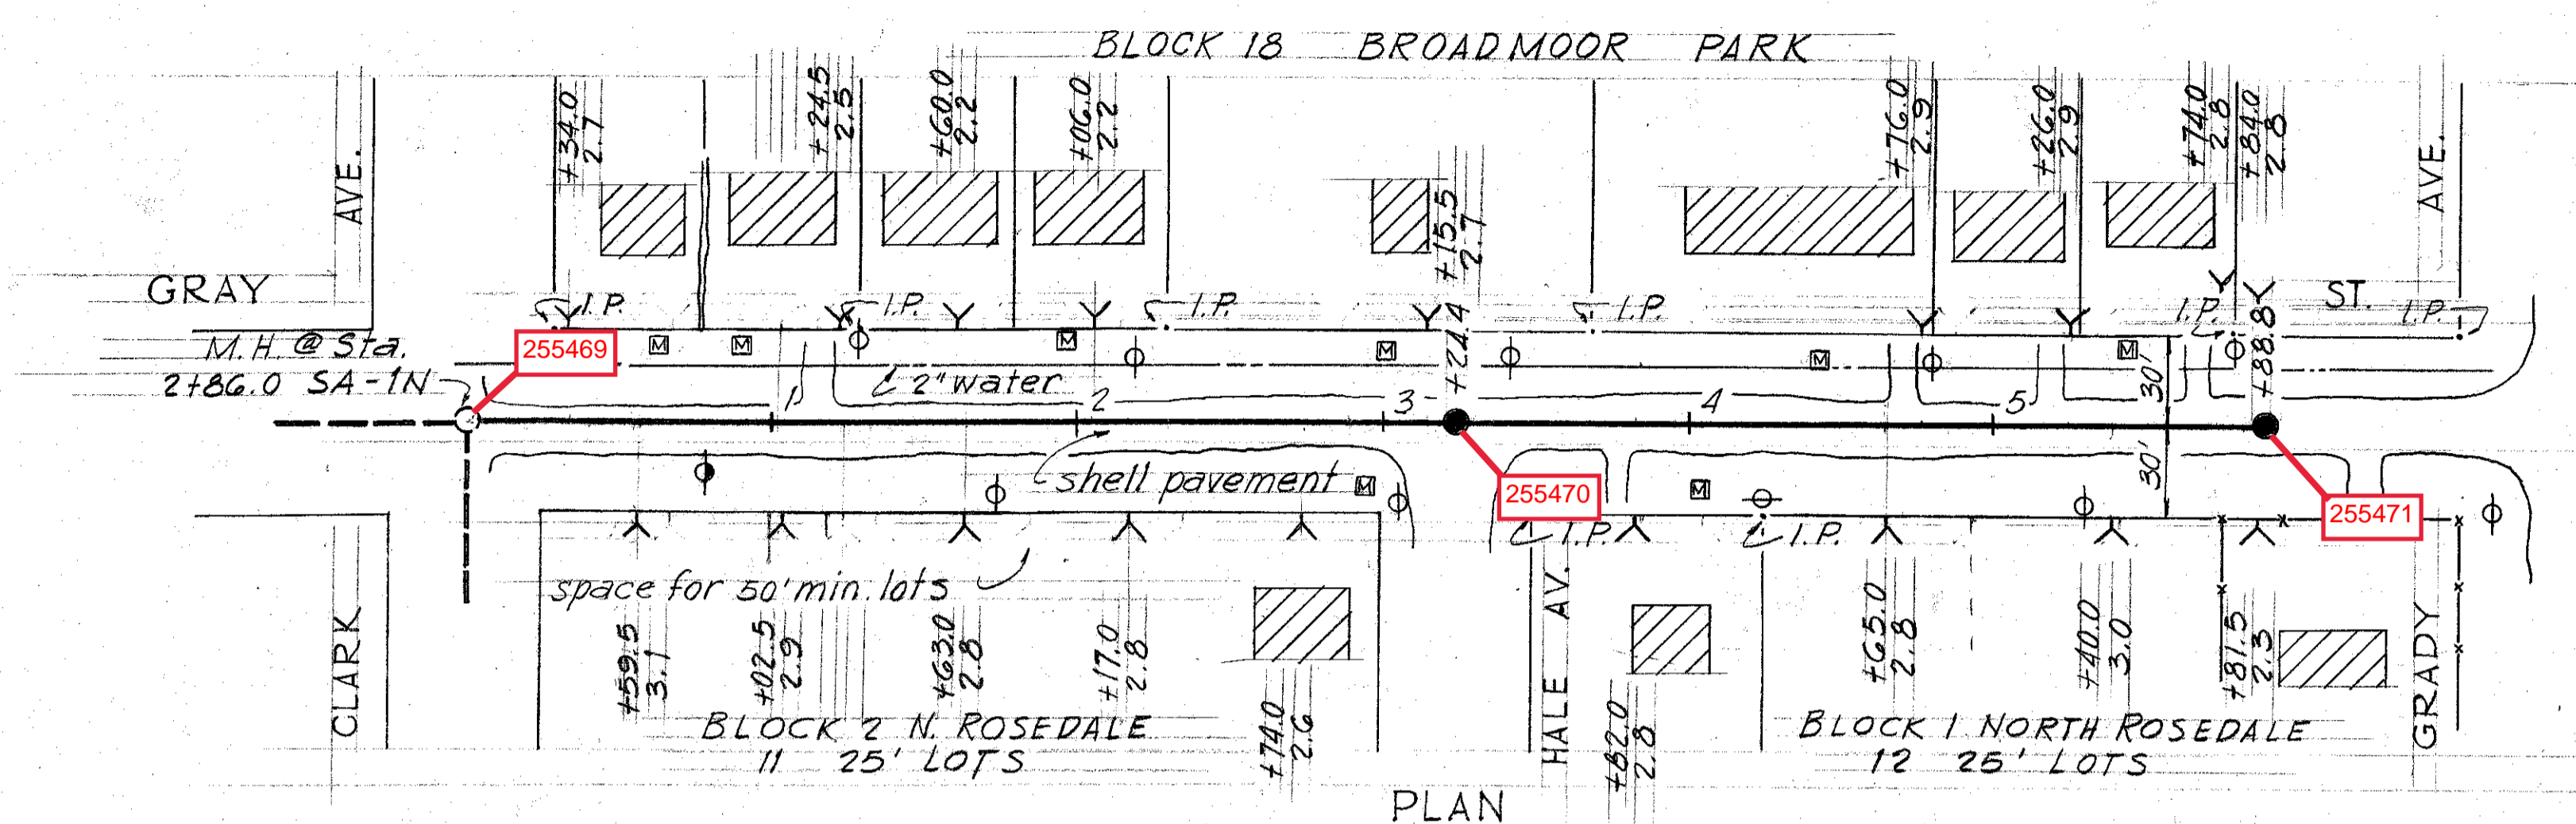 BLOCK 18 BROADMOOR PARK
+34.0
2.7
+24.5
2.5
+60.0
2.2
+06.0
2.2
+15.5
2.7
+76.0
2.9
+26.0
2.9
+74.0
2.8
+84.0
2.8
AVE.
AVE.
GRAY
ST.
I.P.
I.P.
I.P.
I.P.
I.P.
I.P.
M.H. @ Sta.
2+86.0 SA-1N
255469
℄ 2" water
+24.4
+88.8
30'
1
2
3
4
5
30'
shell pavement
255470
255471
I.P.
I.P.
space for 50' min. lots
CLARK
+59.5
3.1
+02.5
2.9
+63.0
2.8
+17.0
2.8
+74.0
2.6
HALE AV.
+82.0
2.8
+65.0
2.8
+40.0
3.0
+81.5
2.3
GRADY
BLOCK 2 N. ROSEDALE
11 25' LOTS
BLOCK 1 NORTH ROSEDALE
12 25' LOTS
PLAN
M
M
M
M
M
M
M
M